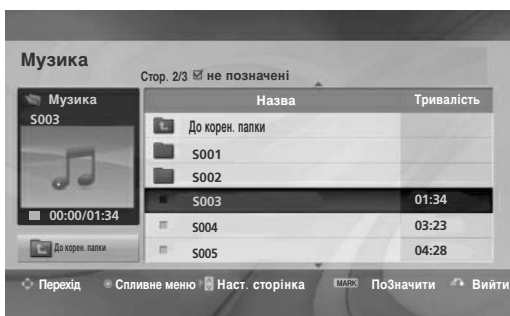 Музика
Стор. 2/3 не позначені
Музика
S003
00:00/01:34
До корен. папки
Назва Тривалість
До корен. папки
S001
S002
S003 01:34
S004 03:23
S005 04:28
Перехід Спливне меню Наст. сторінка MARK ПоЗначити Вийти